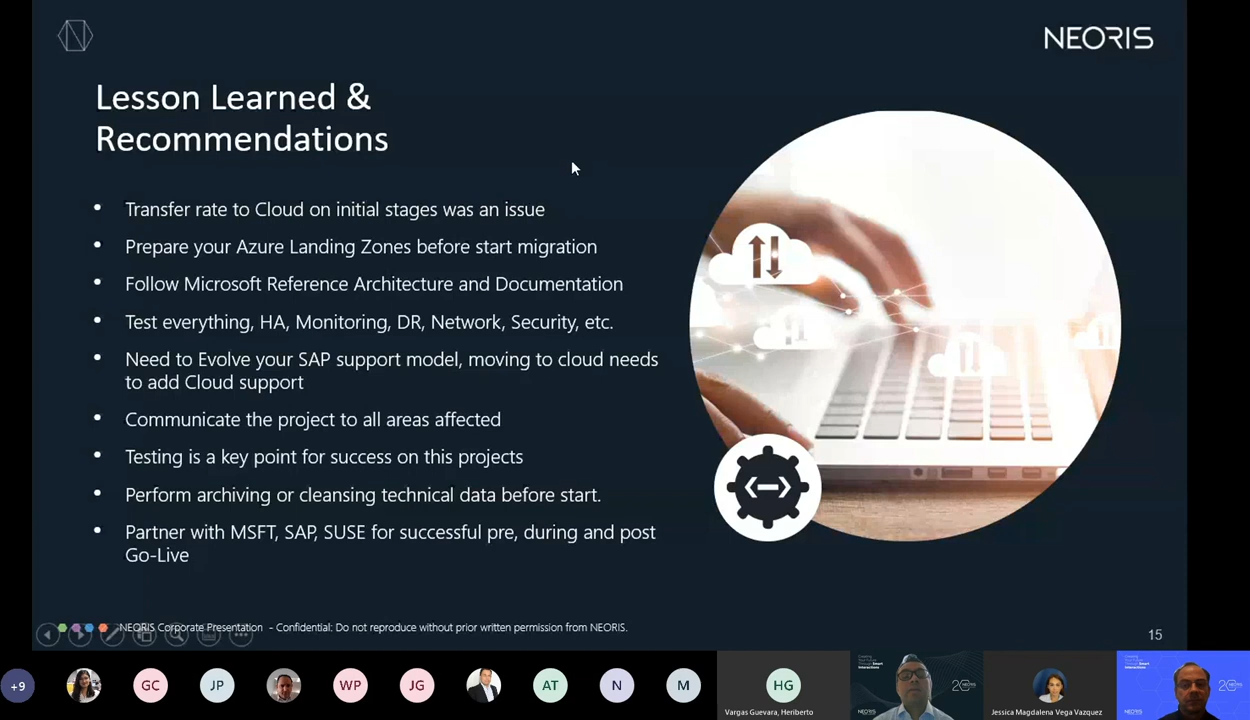 NEORIS
Lesson Learned &
Recommendations
• Transfer rate to Cloud on initial stages was an issue
• Prepare your Azure Landing Zones before start migration
• Follow Microsoft Reference Architecture and Documentation
• Test everything, HA, Monitoring, DR, Network, Security, etc.
• Need to Evolve your SAP support model, moving to cloud needs
to add Cloud support
• Communicate the project to all areas affected
• Testing is a key point for success on this projects
• Perform archiving or cleansing technical data before start.
• Partner with MSFT, SAP, SUSE for successful pre, during and post
Go-Live
NEORIS Corporate Presentation - Confidential: Do not reproduce without prior written permission from NEORIS.
15
+9
GC
JP
WP
JG
AT
N
M
HG
Vargas Guevara, Heriberto
NEORIS
20
Jessica Magdalena Vega Vazquez
NEORIS
20